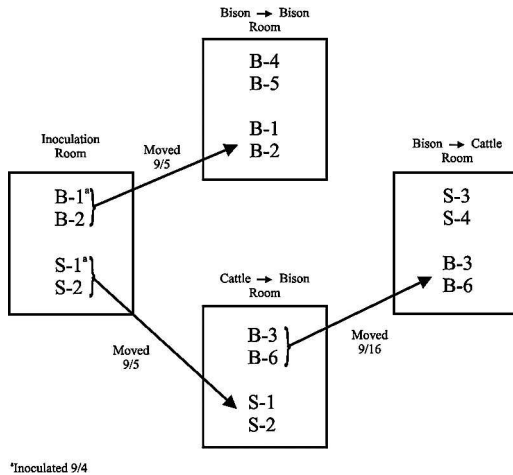 Bison → Bison
Room
B-4
B-5
B-1
B-2
Inoculation
Room
B-1ᵃ
B-2
S-1ᵃ
S-2
Moved
9/5
Moved
9/5
Cattle → Bison
Room
B-3
B-6
S-1
S-2
Moved
9/16
Bison → Cattle
Room
S-3
S-4
B-3
B-6
ᵃInoculated 9/4